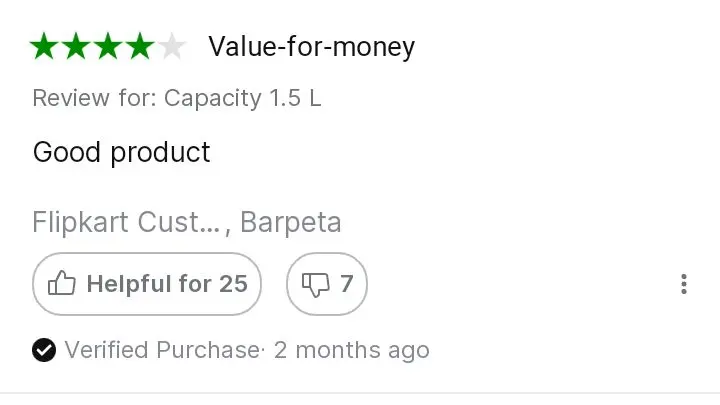 Value-for-money
Review for: Capacity 1.5 L
Good product
Flipkart Cust..., Barpeta
Helpful for 25 7
Verified Purchase· 2 months ago